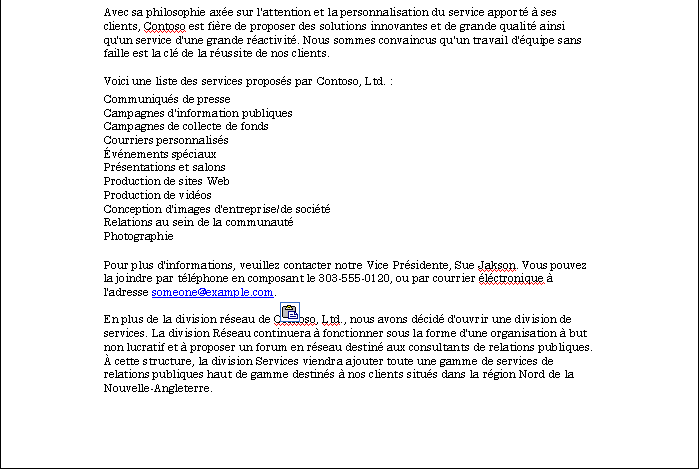 Avec sa philosophie axée sur l'attention et la personnalisation du service apporté à ses
clients, Contoso est fière de proposer des solutions innovantes et de grande qualité ainsi
qu'un service d'une grande réactivité. Nous sommes convaincus qu'un travail d'équipe sans
faille est la clé de la réussite de nos clients.
Voici une liste des services proposés par Contoso, Ltd. :
Communiqués de presse
Campagnes d'information publiques
Campagnes de collecte de fonds
Courriers personnalisés
Événements spéciaux
Présentations et salons
Production de sites Web
Production de vidéos
Conception d'images d'entreprise/de société
Relations au sein de la communauté
Photographie
Pour plus d'informations, veuillez contacter notre Vice Présidente, Sue Jakson. Vous pouvez
la joindre par téléphone en composant le 303-555-0120, ou par courrier éléctronique à
l'adresse someone@example.com.
En plus de la division réseau de Contoso, Ltd., nous avons décidé d'ouvrir une division de
services. La division Réseau continuera à fonctionner sous la forme d'une organisation à but
non lucratif et à proposer un forum en réseau destiné aux consultants de relations publiques.
À cette structure, la division Services viendra ajouter toute une gamme de services de
relations publiques haut de gamme destinés à nos clients situés dans la région Nord de la
Nouvelle-Angleterre.